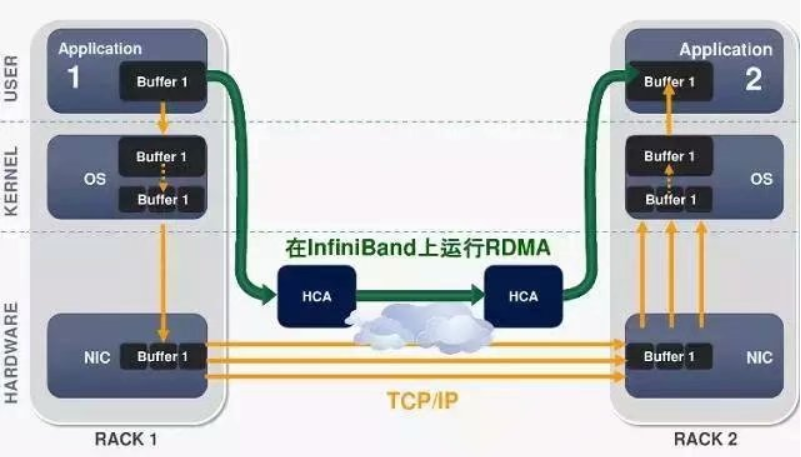 USER
Application
1
Buffer 1
Application
2
Buffer 1
KERNEL
OS
Buffer 1
Buffer 1
Buffer 1
Buffer 1
OS
在InfiniBand上运行RDMA
HCA
HCA
HARDWARE
NIC
Buffer 1
Buffer 1
NIC
TCP/IP
RACK 1
RACK 2